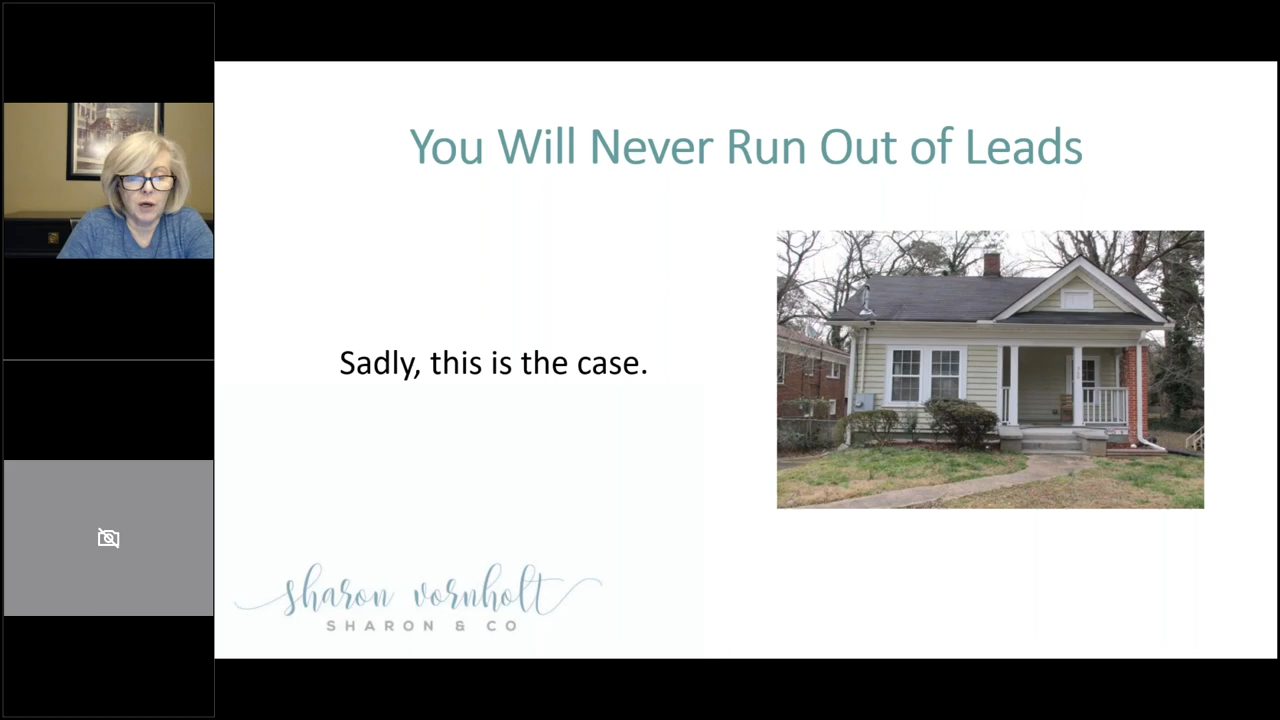 You Will Never Run Out of Leads
Sadly, this is the case.
sharon vornholt
SHARON & CO